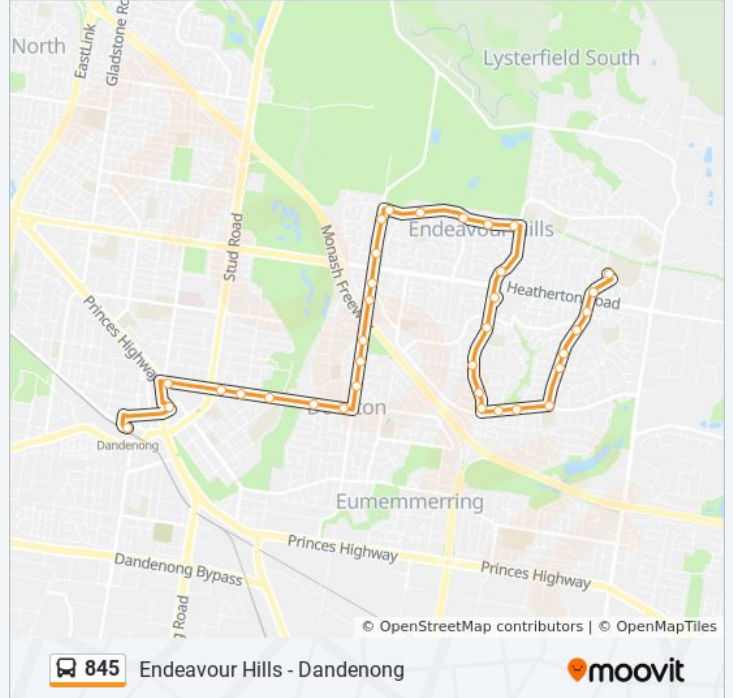 North
EastLink
Gladstone Ro
Lysterfield South
Stud Road
Monash Freew
Endeavour Hills
Heatherton Road
Princes Highway
Dandenong
Eumemmerring
Princes Highway
Princes Highway
Dandenong Bypass
g Road
© OpenStreetMap contributors | © OpenMapTiles
845 Endeavour Hills - Dandenong
moovit